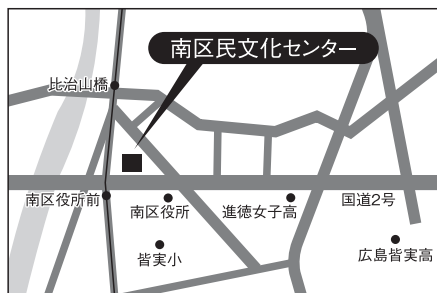 南区民文化センター
比治山橋
南区役所前
南区役所
進徳女子高
国道2号
皆実小
広島皆実高